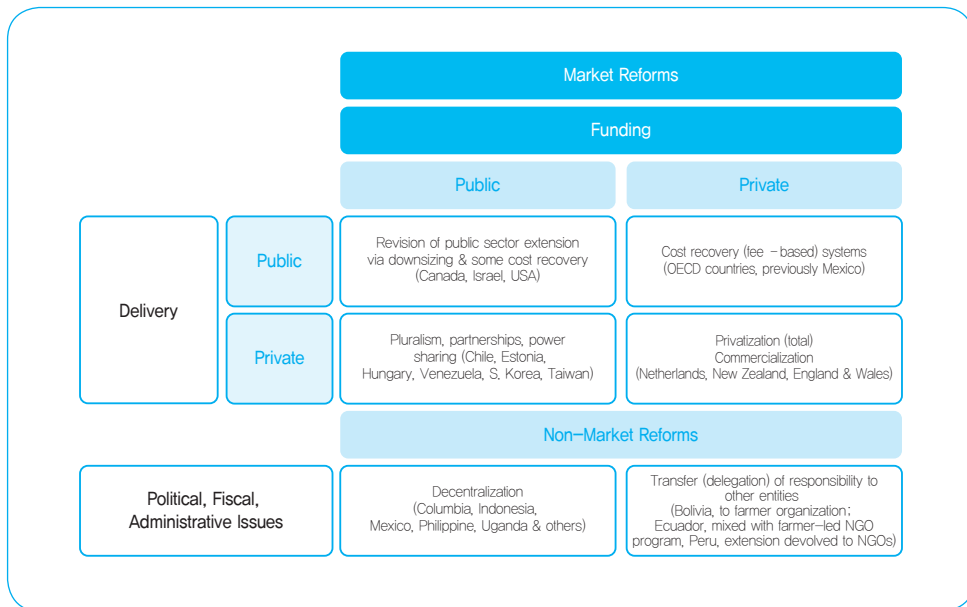 Market Reforms
Funding
Public
Private
Delivery
Public
Revision of public sector extension
via downsizing & some cost recovery
(Canada, Israel, USA)
Cost recovery (fee -based) systems
(OECD countries, previously Mexico)
Private
Pluralism, partnerships, power
sharing (Chile, Estonia,
Hungary, Venezuela, S. Korea, Taiwan)
Privatization (total)
Commercialization
(Netherlands, New Zealand, England & Wales)
Non-Market Reforms
Political, Fiscal,
Administrative Issues
Decentralization
(Columbia, Indonesia,
Mexico, Philippine, Uganda & others)
Transfer (delegation) of responsibility to
other entities
(Bolivia, to farmer organization;
Ecuador, mixed with farmer-led NGO
program, Peru, extension devolved to NGOs)